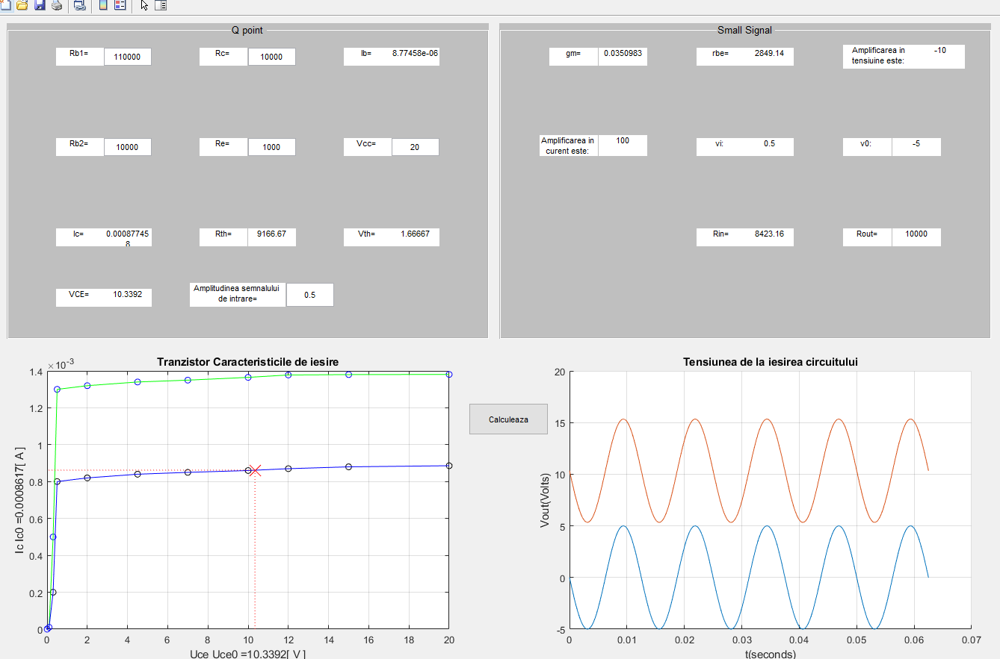 Q point
Rb1= 110000 Rc= 10000 Ib= 8.77458e-06
Rb2= 10000 Re= 1000 Vcc= 20
Ic= 0.00087745
8
Rth= 9166.67 Vth= 1.66667
VCE= 10.3392
Amplitudinea semnalului
de intrare=
0.5
Small Signal
gm= 0.0350983 rbe= 2849.14
Amplificarea in
tensiuine este:
-10
Amplificarea in
curent este:
100
vi: 0.5 v0: -5
Rin= 8423.16 Rout= 10000
Tranzistor Caracteristicile de iesire
× 10-3
1.4
1.2
1
0.8
0.6
0.4
0.2
0
Ic Ic0 =0.0008617[ A ]
0 2 4 6 8 10 12 14 16 18 20
Uce Uce0 =10.3392[ V ]
Calculeaza
Tensiunea de la iesirea circuitului
20
15
10
5
0
-5
Vout(Volts)
0 0.01 0.02 0.03 0.04 0.05 0.06 0.07
t(seconds)